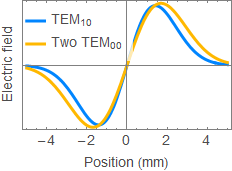 TEM₁₀
Two TEM₀₀
Electric field
−4 −2 0 2 4
Position (mm)